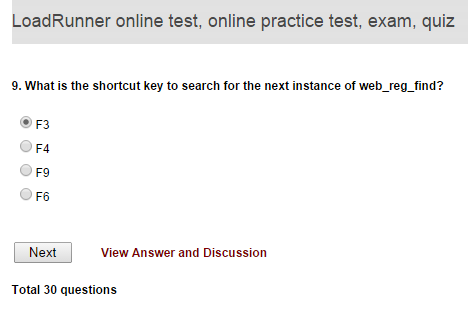 LoadRunner online test, online practice test, exam, quiz
9. What is the shortcut key to search for the next instance of web_reg_find?
F3
F4
F9
F6
Next View Answer and Discussion
Total 30 questions